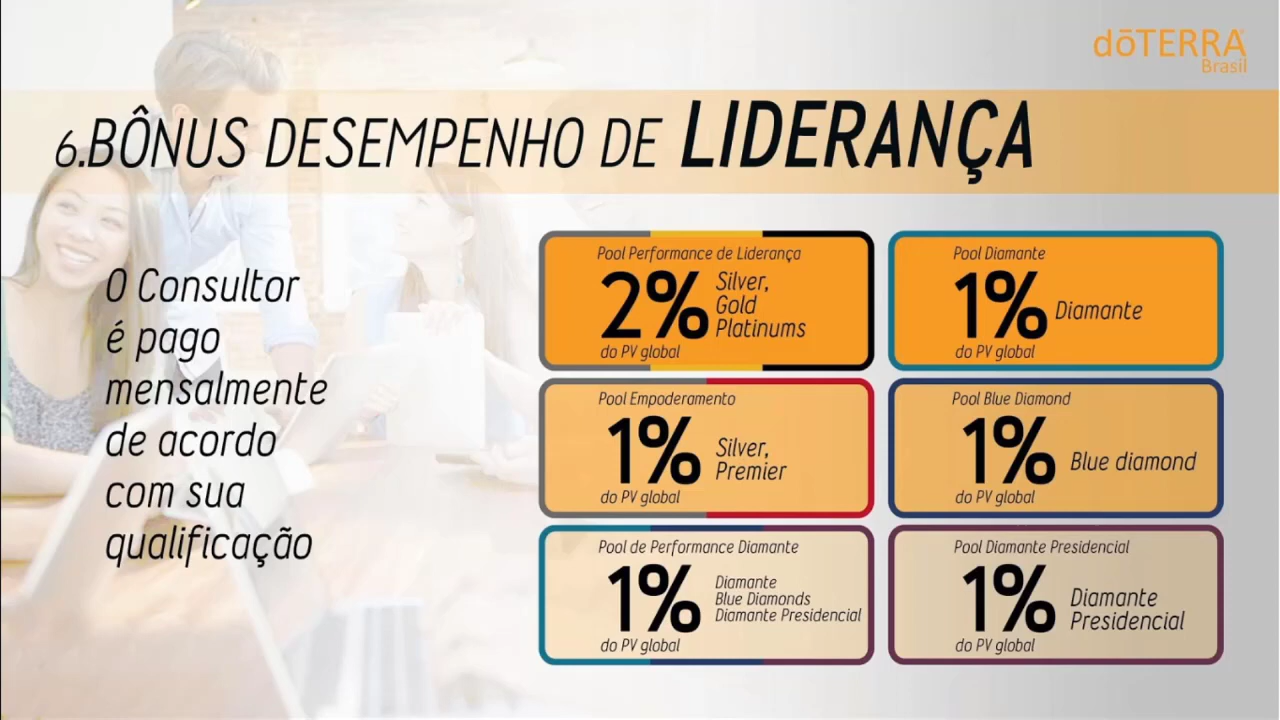 dōTERRA
Brasil
6.BÔNUS DESEMPENHO DE LIDERANÇA
O Consultor
é pago
mensalmente
de acordo
com sua
qualificação
Pool Performance de Liderança
2% Silver,
Gold
Platinums
do PV global
Pool Diamante
1% Diamante
do PV global
Pool Empoderamento
1% Silver,
Premier
do PV global
Pool Blue Diamond
1% Blue diamond
do PV global
Pool de Performance Diamante
1% Diamante
Blue Diamonds
Diamante Presidencial
do PV global
Pool Diamante Presidencial
1% Diamante
Presidencial
do PV global